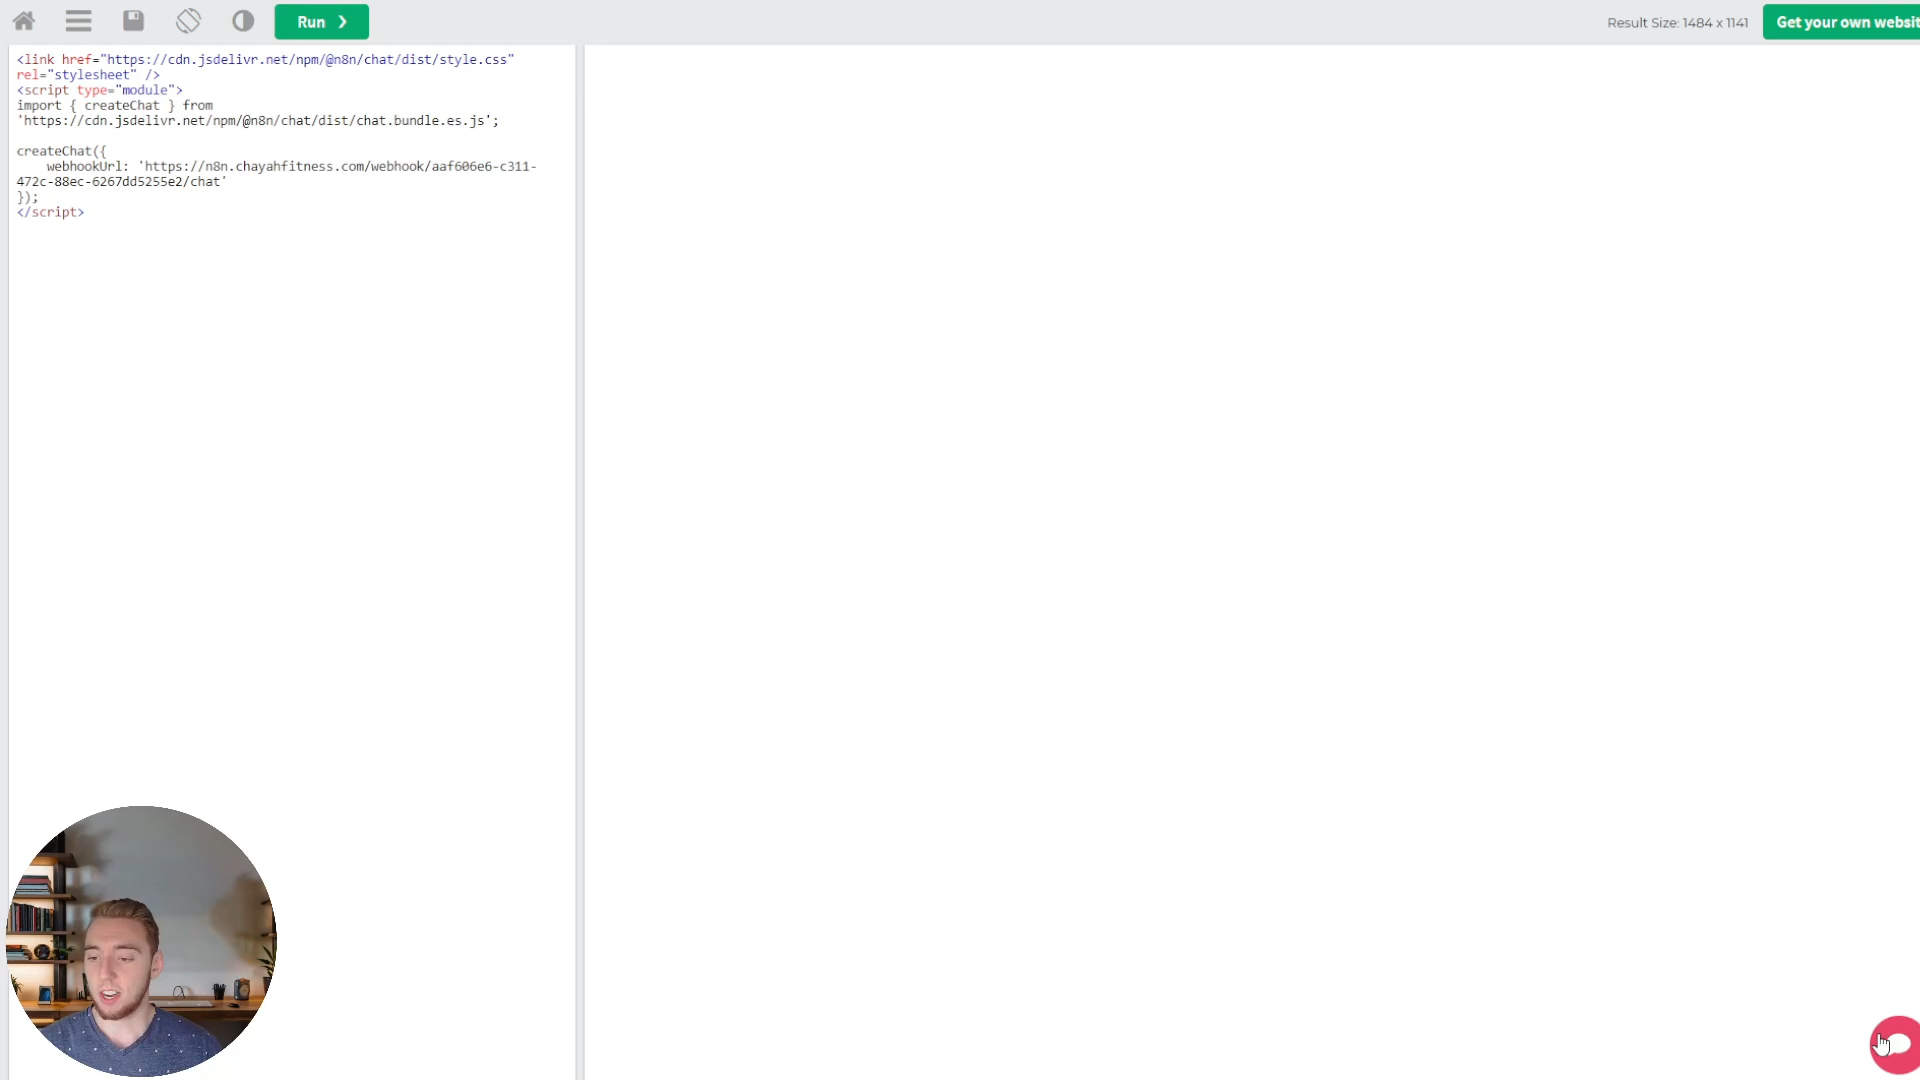 Run ❯
Result Size: 1484 x 1141
Get your own websit
<link href="https://cdn.jsdelivr.net/npm/@n8n/chat/dist/style.css"
rel="stylesheet" />
<script type="module">
import { createChat } from
'https://cdn.jsdelivr.net/npm/@n8n/chat/dist/chat.bundle.es.js';
createChat({
webhookUrl: 'https://n8n.chayahfitness.com/webhook/aaf606e6-c311-
472c-88ec-6267dd5255e2/chat'
});
</script>